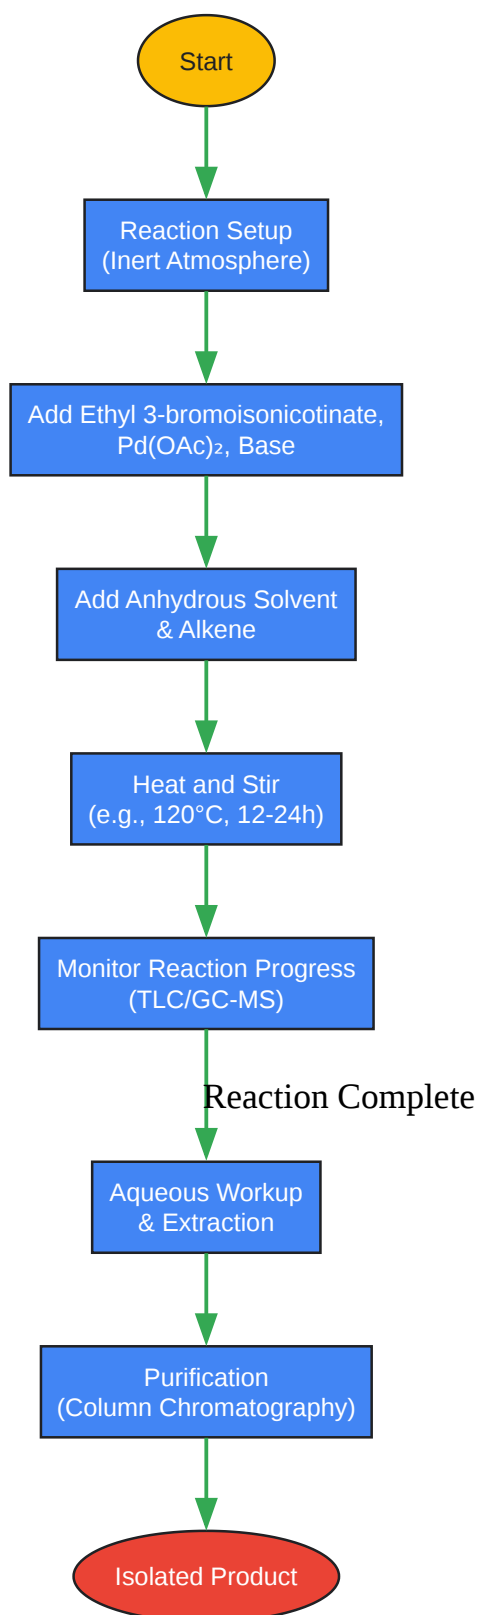 Start
Reaction Setup
(Inert Atmosphere)
Add Ethyl 3-bromoisonicotinate,
Pd(OAc)₂, Base
Add Anhydrous Solvent
& Alkene
Heat and Stir
(e.g., 120°C, 12-24h)
Monitor Reaction Progress
(TLC/GC-MS)
Reaction Complete
Aqueous Workup
& Extraction
Purification
(Column Chromatography)
Isolated Product